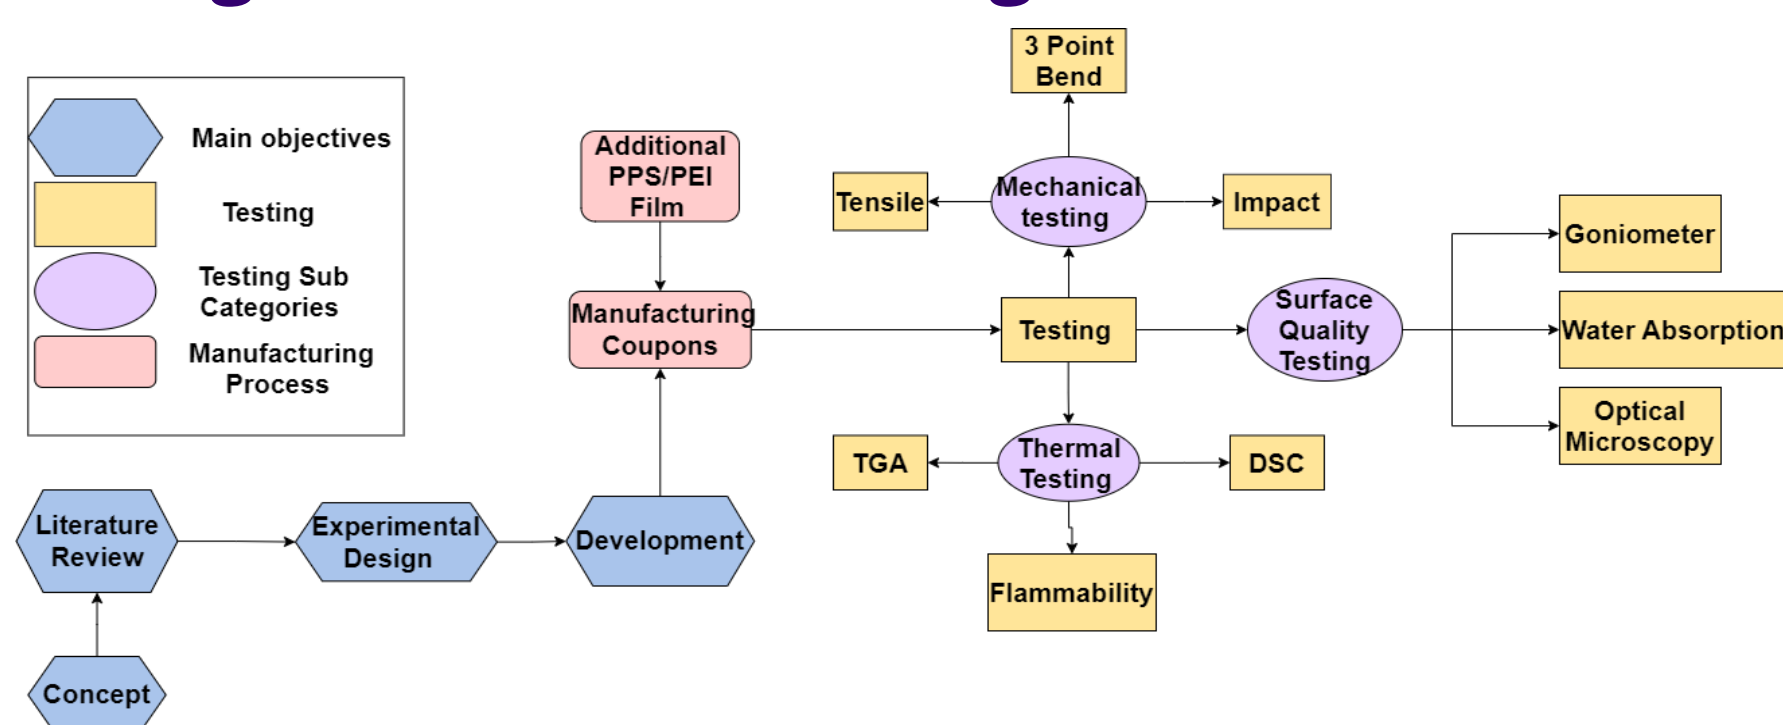 Main objectives
Testing
Testing Sub
Categories
Manufacturing
Process
Additional
PPS/PEI
Film
Manufacturing
Coupons
Literature
Review
Experimental
Design
Development
Concept
3 Point
Bend
Tensile
Mechanical
testing
Impact
Testing
Surface
Quality
Testing
Goniometer
Water Absorption
Optical
Microscopy
TGA
Thermal
Testing
DSC
Flammability